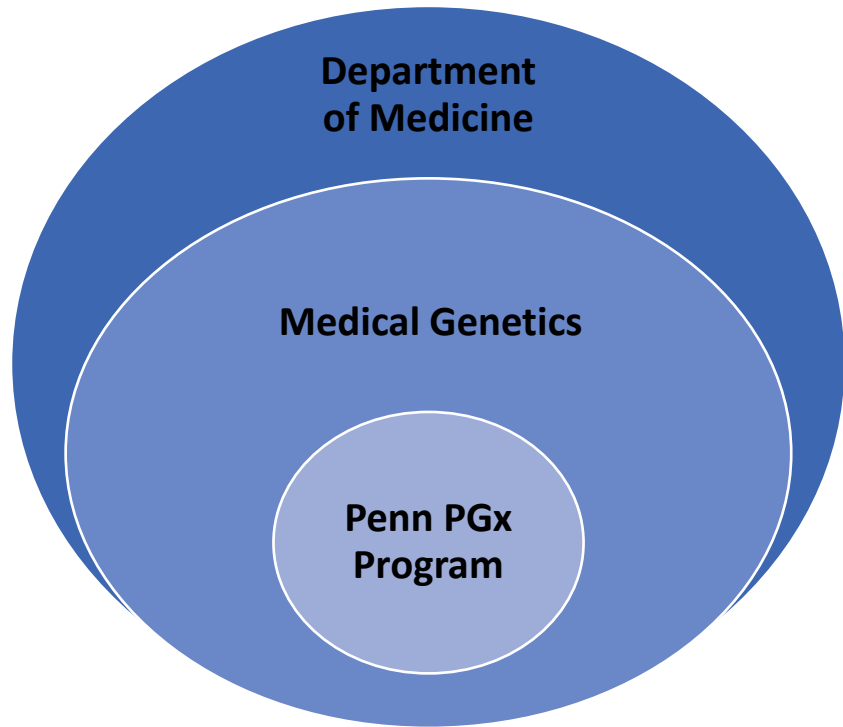 Department
of Medicine
Medical Genetics
Penn PGx
Program